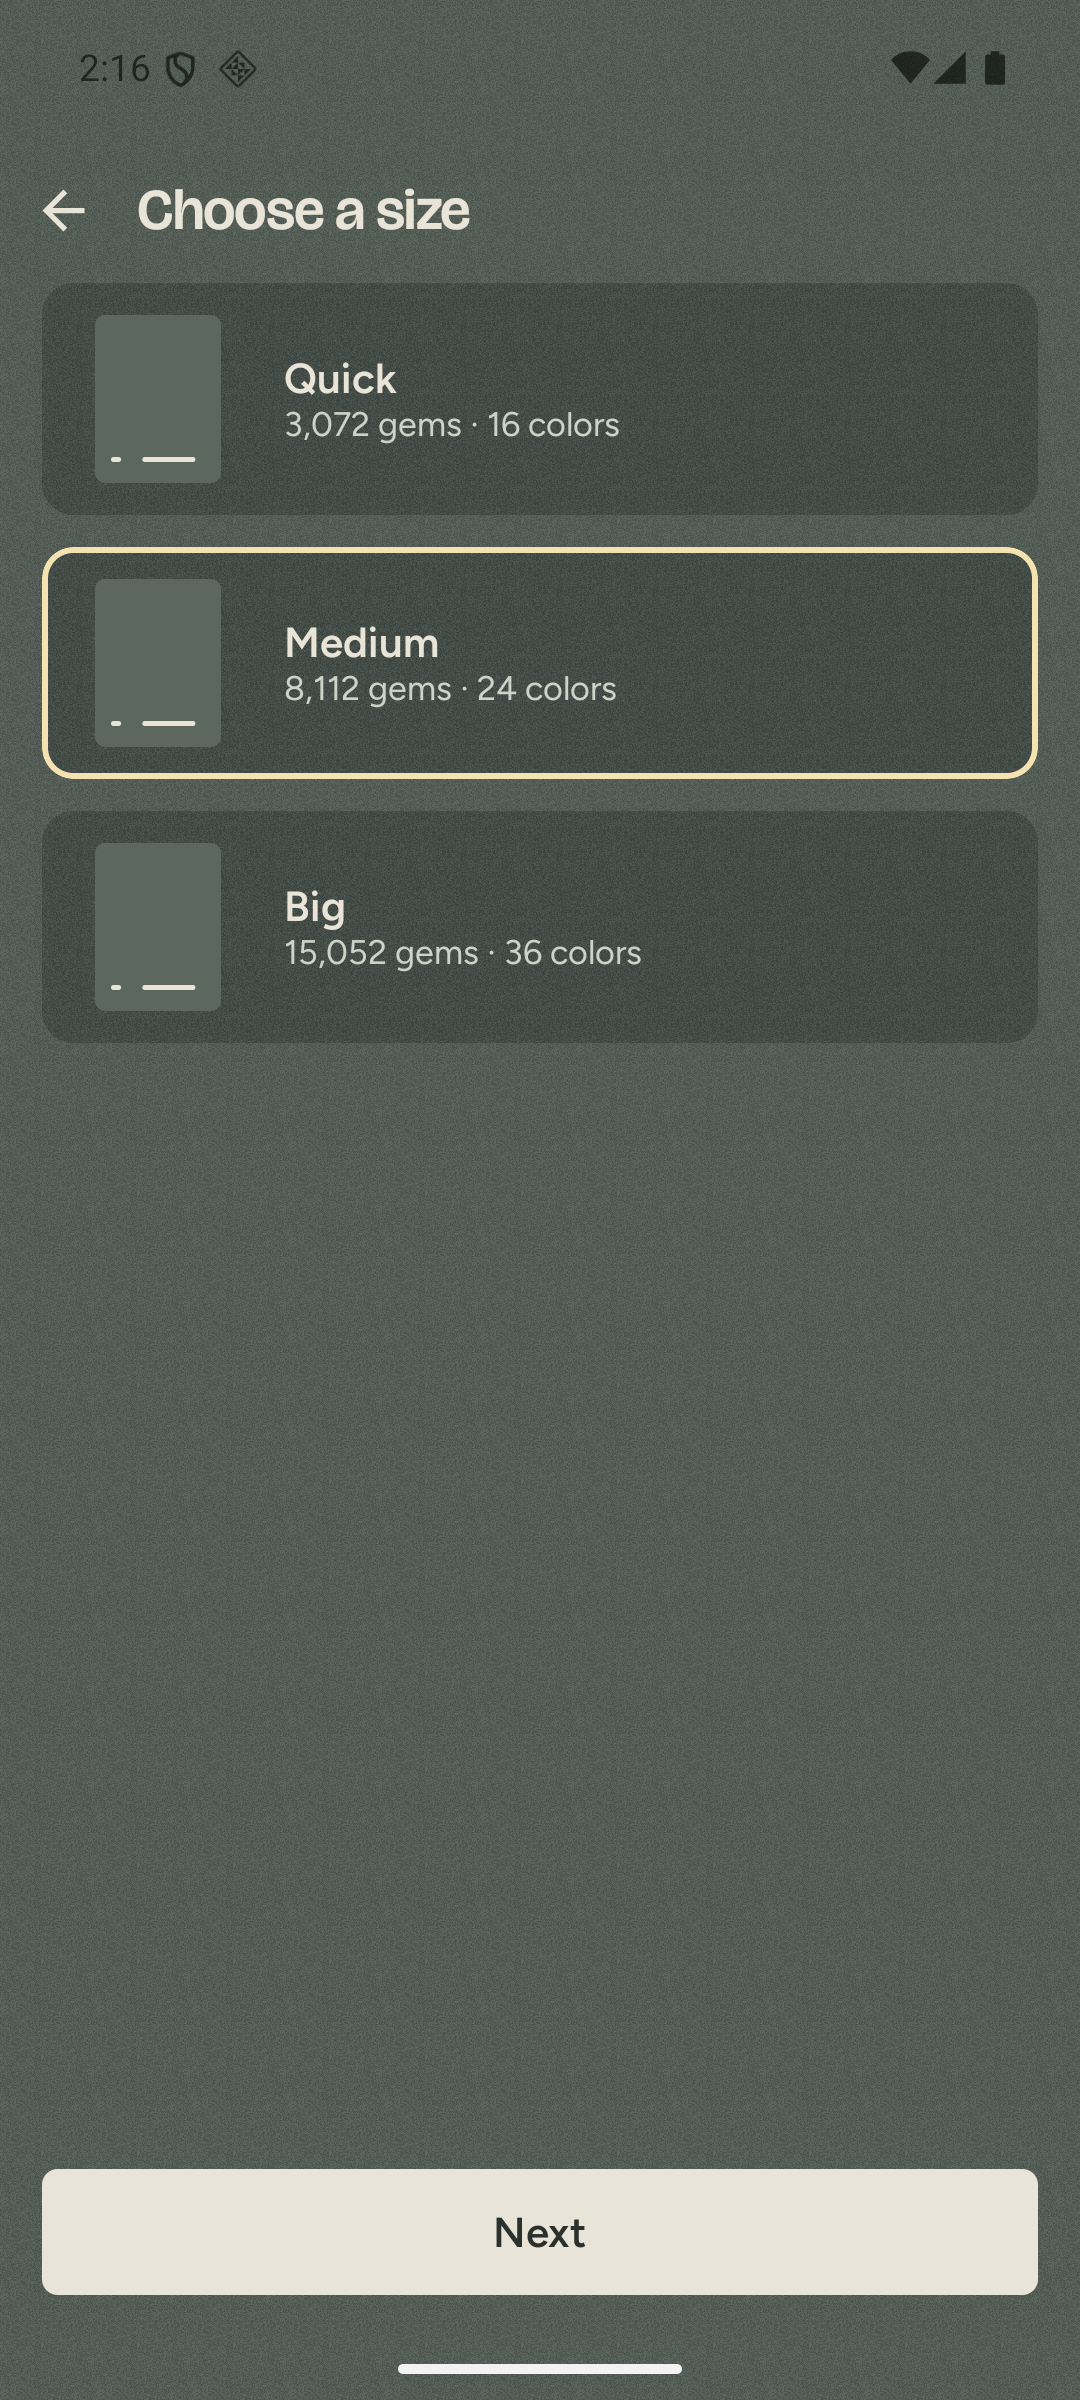 2:16
Choose a size
Quick
3,072 gems · 16 colors
Medium
8,112 gems · 24 colors
Big
15,052 gems · 36 colors
Next